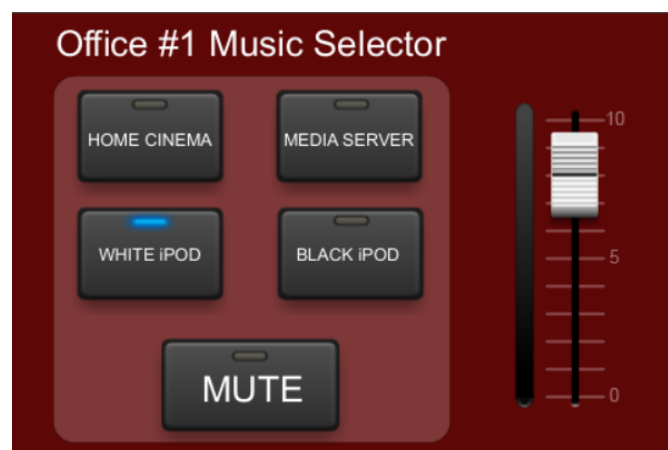 Office #1 Music Selector
HOME CINEMA
MEDIA SERVER
WHITE iPOD
BLACK iPOD
MUTE
10
5
0